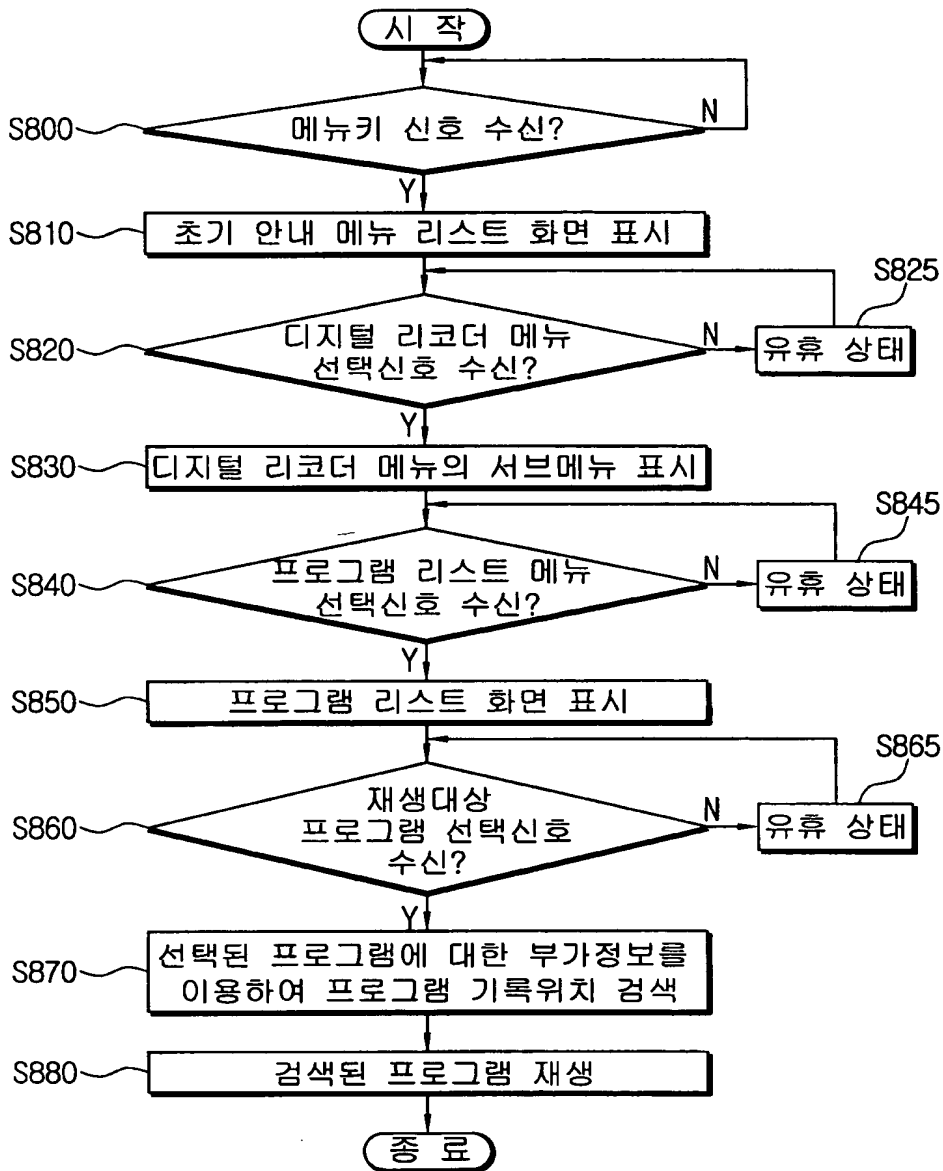 시 작
S800
메뉴키 신호 수신?
N
Y
S810
초기 안내 메뉴 리스트 화면 표시
S825
S820
디지털 리코더 메뉴
선택신호 수신?
N
유휴 상태
Y
S830
디지털 리코더 메뉴의 서브메뉴 표시
S845
S840
프로그램 리스트 메뉴
선택신호 수신?
N
유휴 상태
Y
S850
프로그램 리스트 화면 표시
S865
S860
재생대상
프로그램 선택신호
수신?
N
유휴 상태
Y
S870
선택된 프로그램에 대한 부가정보를
이용하여 프로그램 기록위치 검색
S880
검색된 프로그램 재생
종 료